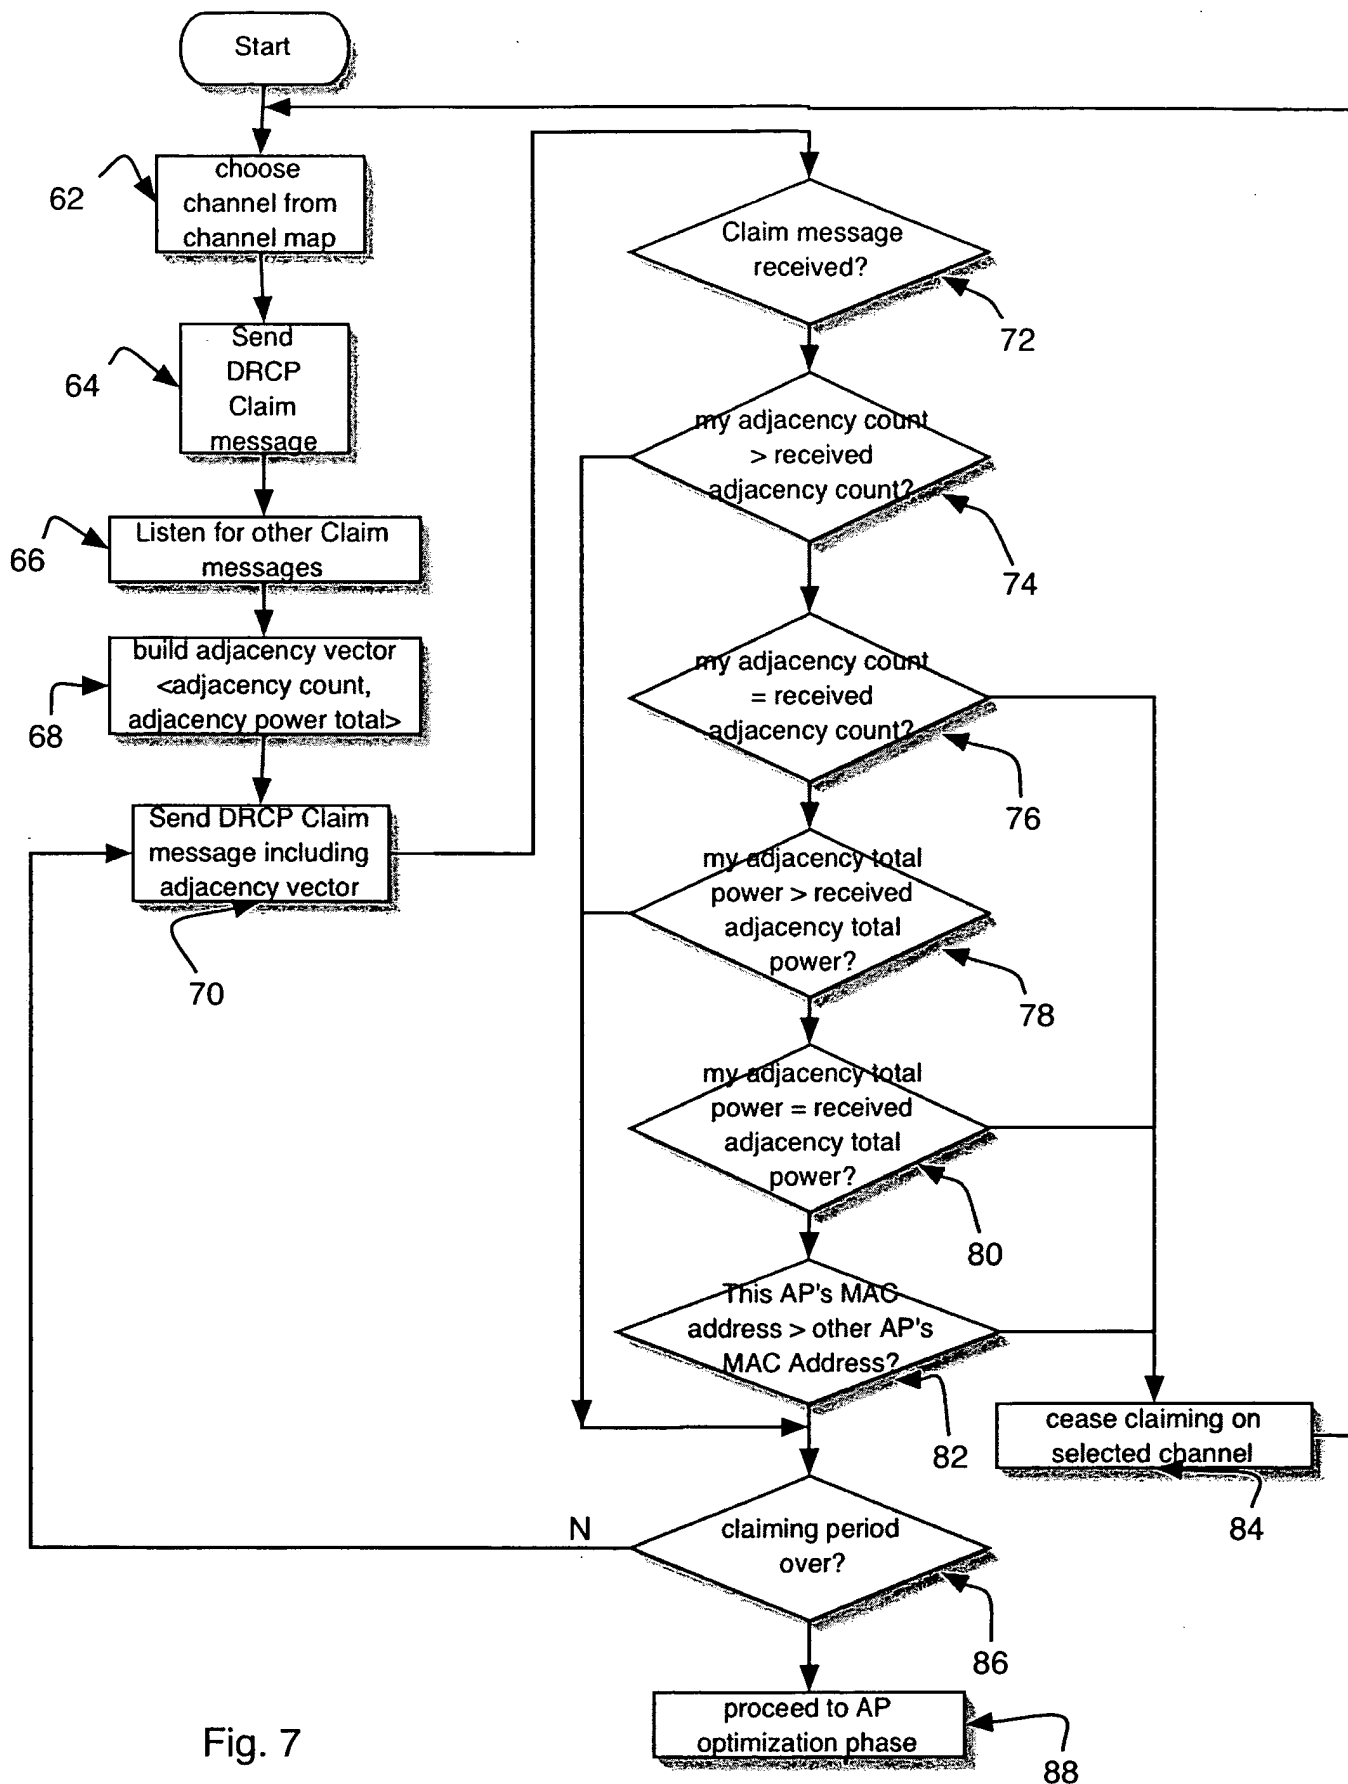 Start
choose
channel from
channel map
62
Send
DRCP
Claim
message
64
Listen for other Claim
messages
66
build adjacency vector
<adjacency count,
adjacency power total>
68
Send DRCP Claim
message including
adjacency vector
70
Claim message
received?
72
my adjacency count
> received
adjacency count?
74
my adjacency count
= received
adjacency count?
76
my adjacency total
power > received
adjacency total
power?
78
my adjacency total
power = received
adjacency total
power?
80
This AP's MAC
address > other AP's
MAC Address?
82
cease claiming on
selected channel
84
claiming period
over?
N
86
proceed to AP
optimization phase
88
Fig. 7